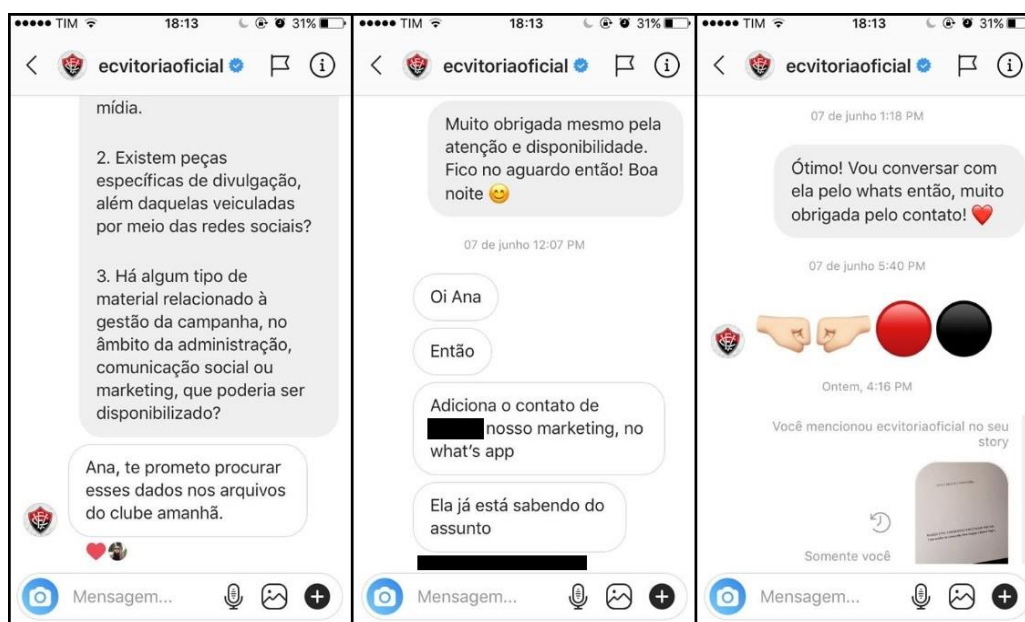 TIM 18:13 31%
ecvitoriaoficial
mídia.
2. Existem peças
específicas de divulgação,
além daquelas veiculadas
por meio das redes sociais?
3. Há algum tipo de
material relacionado à
gestão da campanha, no
âmbito da administração,
comunicação social ou
marketing, que poderia ser
disponibilizado?
Ana, te prometo procurar
esses dados nos arquivos
do clube amanhã.
Mensagem...
TIM 18:13 31%
ecvitoriaoficial
Muito obrigada mesmo pela
atenção e disponibilidade.
Fico no aguardo então! Boa
noite 😊
07 de junho 12:07 PM
Oi Ana
Então
Adiciona o contato de
nosso marketing, no
what's app
Ela já está sabendo do
assunto
Mensagem...
TIM 18:13 31%
ecvitoriaoficial
07 de junho 1:18 PM
Ótimo! Vou conversar com
ela pelo whats então, muito
obrigada pelo contato! ❤️
07 de junho 5:40 PM
Ontem, 4:16 PM
Você mencionou ecvitoriaoficial no seu
story
Somente você
Mensagem...